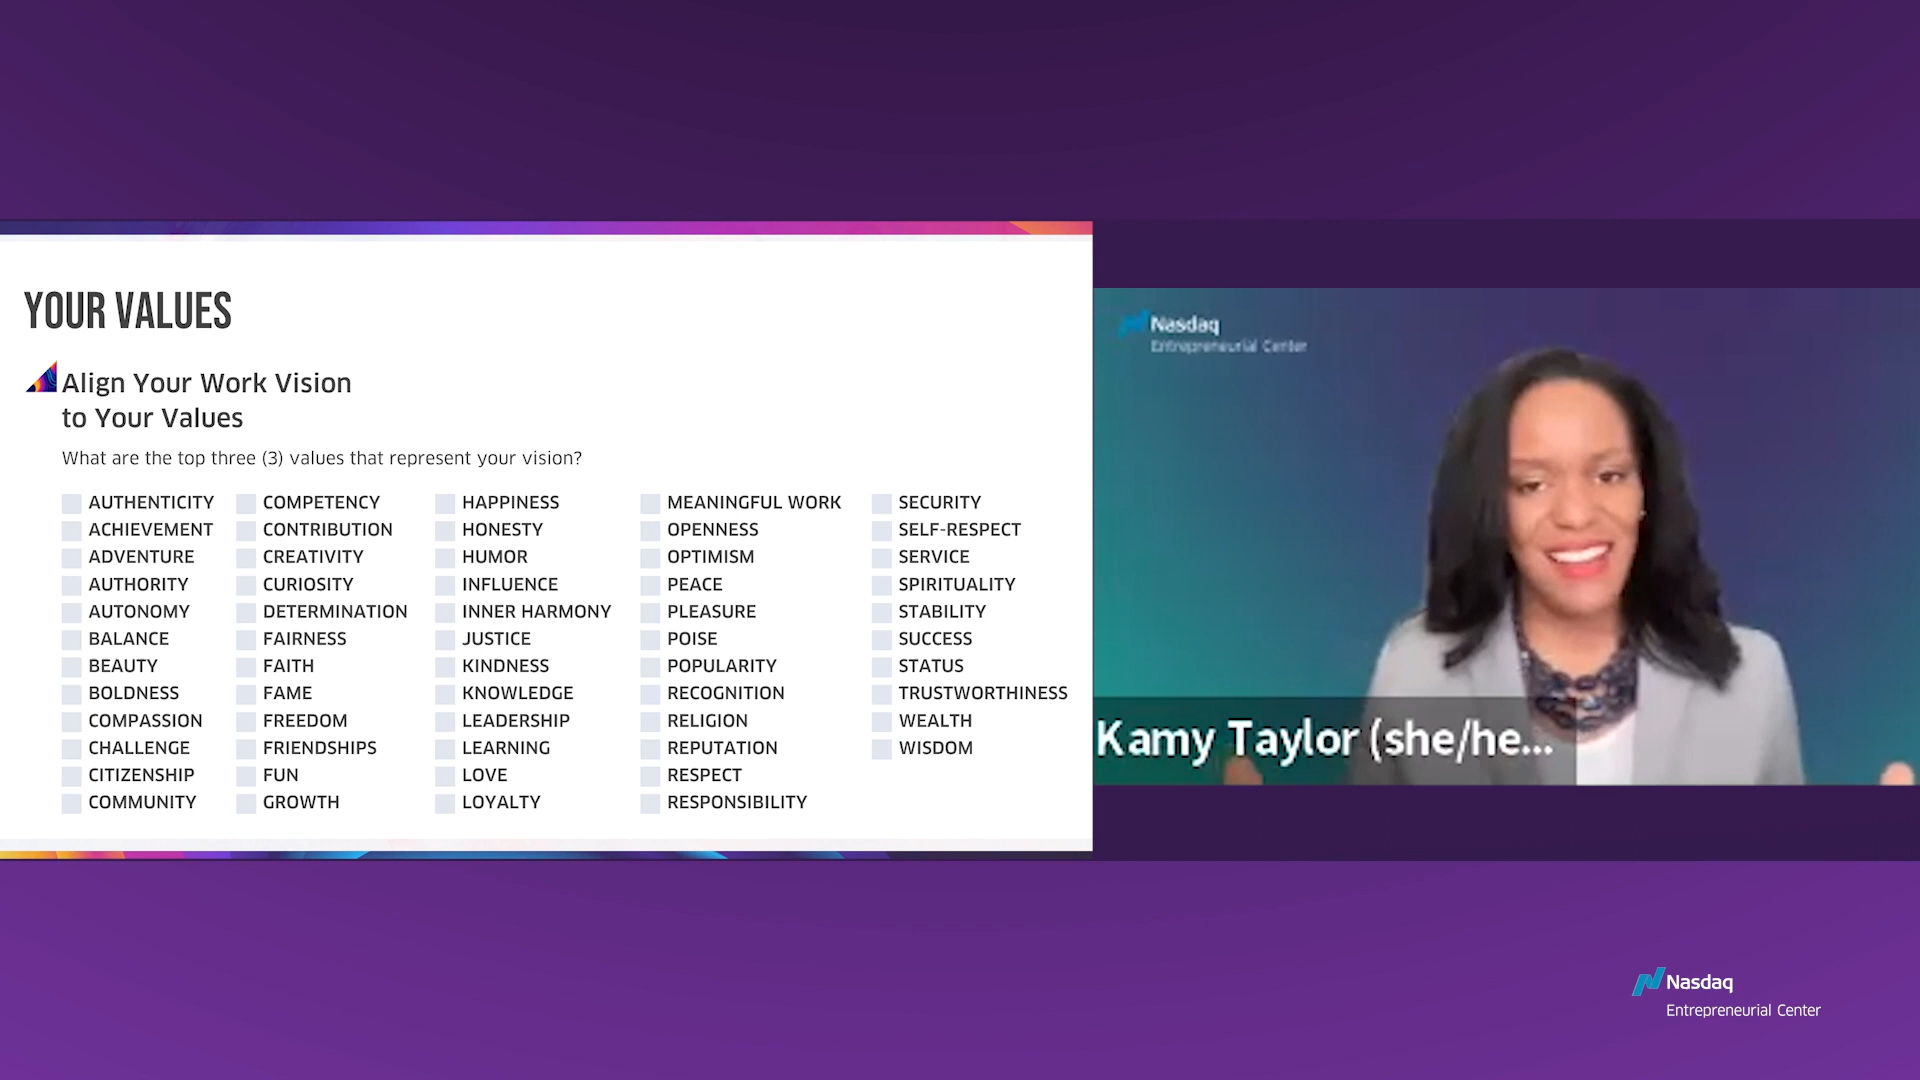 YOUR VALUES
Align Your Work Vision
to Your Values
What are the top three (3) values that represent your vision?
AUTHENTICITY
ACHIEVEMENT
ADVENTURE
AUTHORITY
AUTONOMY
BALANCE
BEAUTY
BOLDNESS
COMPASSION
CHALLENGE
CITIZENSHIP
COMMUNITY
COMPETENCY
CONTRIBUTION
CREATIVITY
CURIOSITY
DETERMINATION
FAIRNESS
FAITH
FAME
FREEDOM
FRIENDSHIPS
FUN
GROWTH
HAPPINESS
HONESTY
HUMOR
INFLUENCE
INNER HARMONY
JUSTICE
KINDNESS
KNOWLEDGE
LEADERSHIP
LEARNING
LOVE
LOYALTY
MEANINGFUL WORK
OPENNESS
OPTIMISM
PEACE
PLEASURE
POISE
POPULARITY
RECOGNITION
RELIGION
REPUTATION
RESPECT
RESPONSIBILITY
SECURITY
SELF-RESPECT
SERVICE
SPIRITUALITY
STABILITY
SUCCESS
STATUS
TRUSTWORTHINESS
WEALTH
WISDOM
Nasdaq
Entrepreneurial Center
Kamy Taylor (she/he...
Nasdaq
Entrepreneurial Center